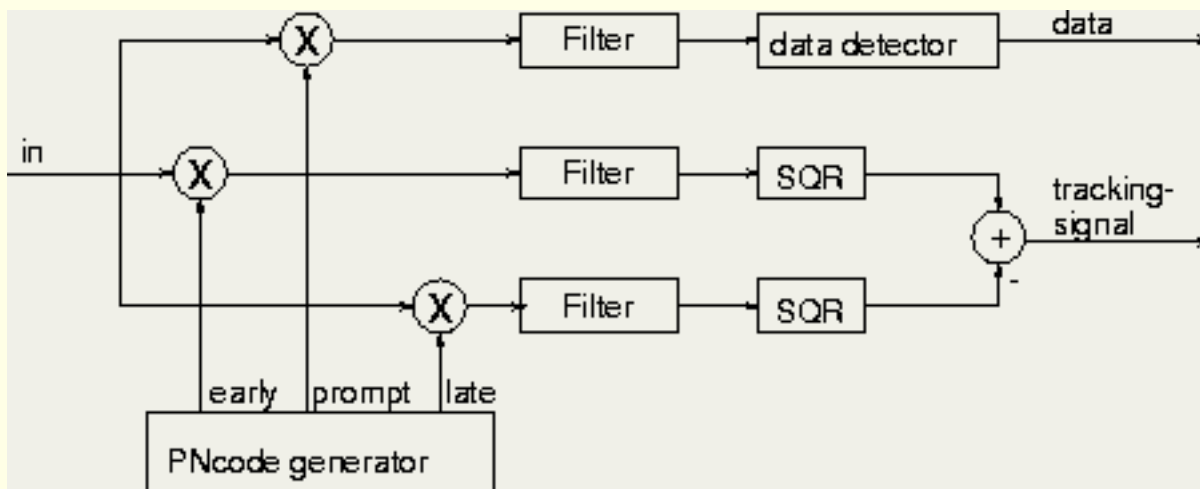 X
Filter
data detector
data
in
X
Filter
SQR
tracking-
signal
+
X
Filter
SQR
-
early
prompt
late
PNcode generator